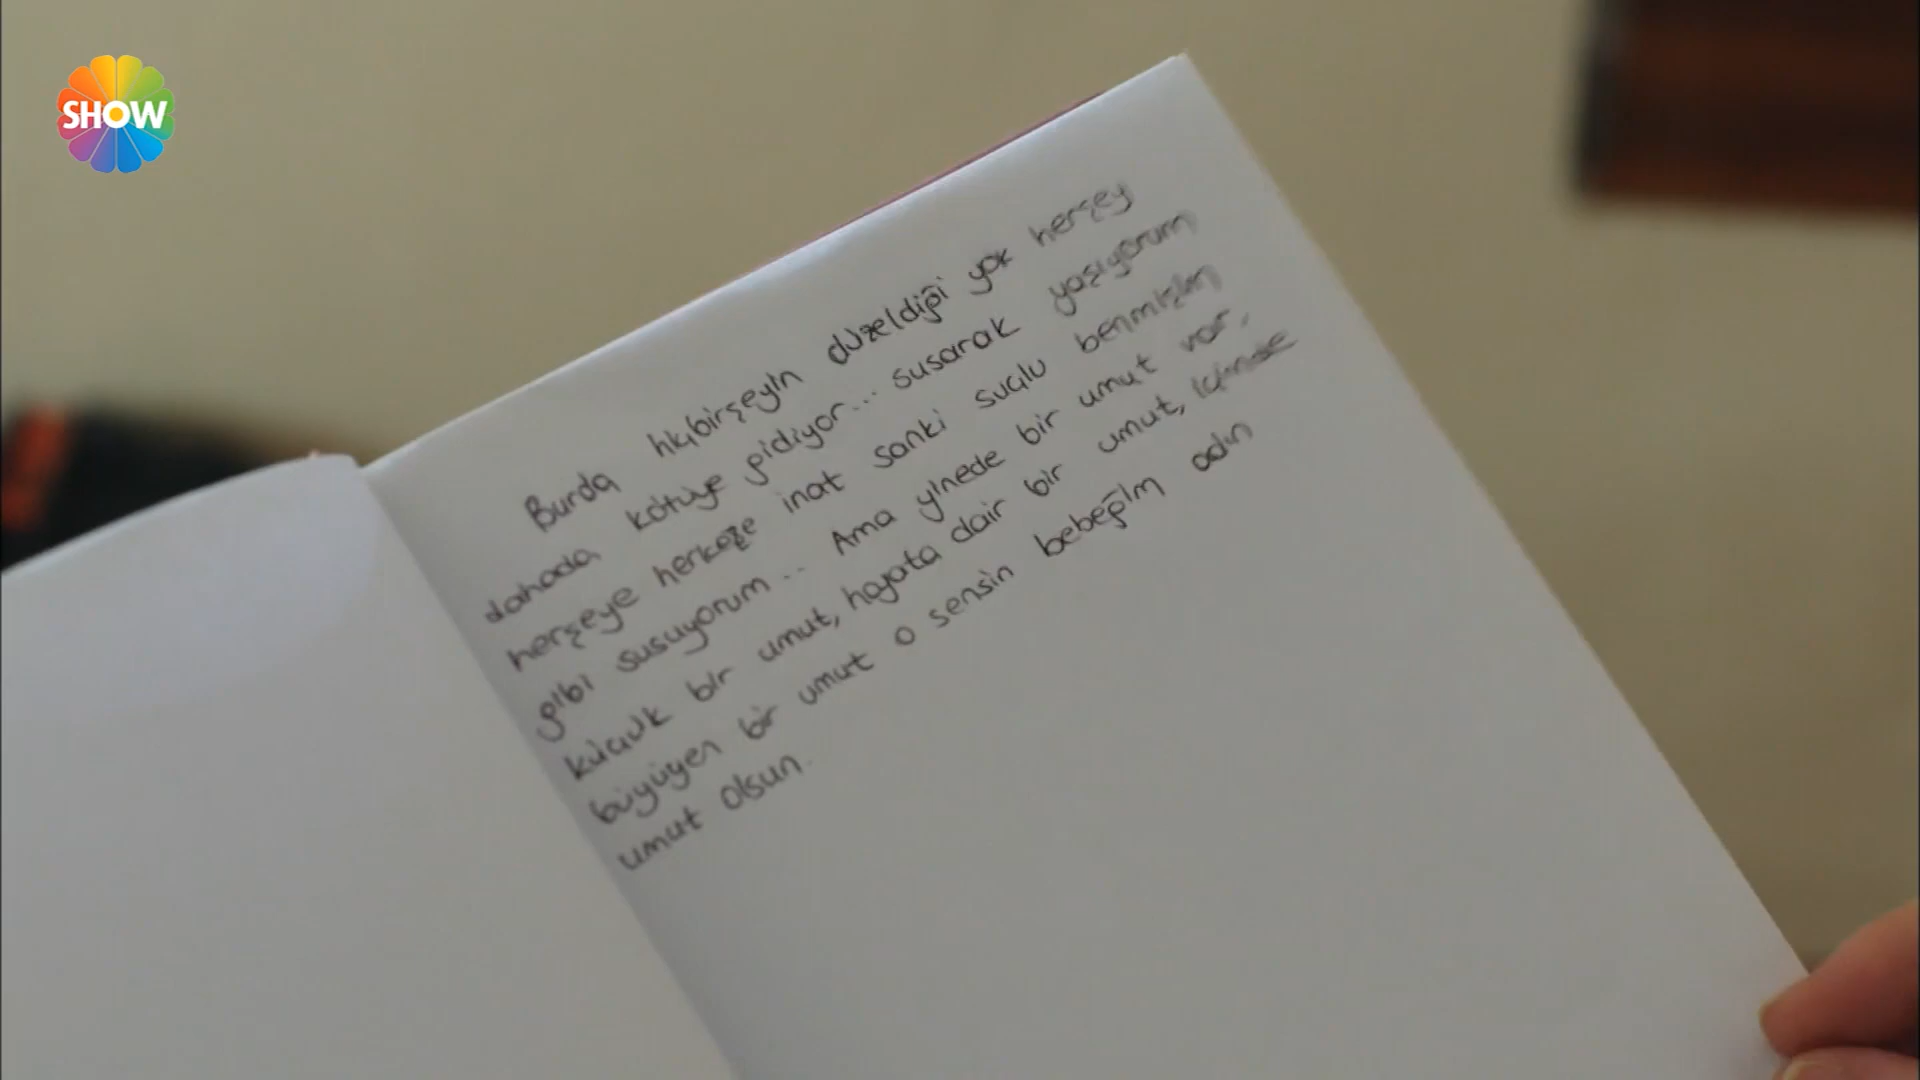 SHOW
Burda hiçbirşeyin düzeldiği yok herşey
dahada kötüye gidiyor... susarak yaşıyorum
herşeye herkeze inat sanki suçlu benmişim
gibi susuyorum.. Ama yinede bir umut var,
küçük bir umut, hayata dair bir umut, içimde
büyüyen bir umut o sensin bebeğim adın
umut olsun.